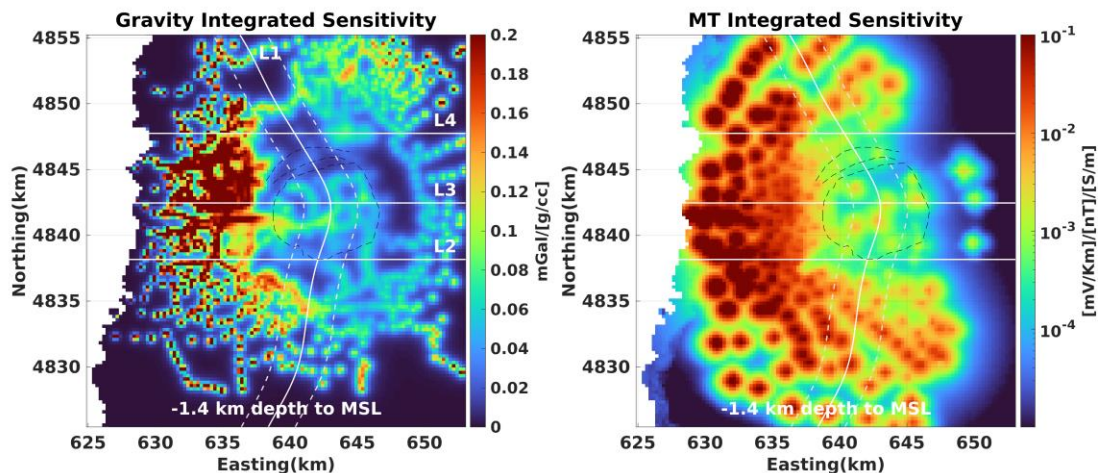 Gravity Integrated Sensitivity
4855
4850
4845
4840
4835
4830
Northing(km)
L1
L4
L3
L2
-1.4 km depth to MSL
625 630 635 640 645 650
Easting(km)
0.2
0.18
0.16
0.14
0.12
0.1
0.08
0.06
0.04
0.02
0
mGal/[g/cc]
MT Integrated Sensitivity
4855
4850
4845
4840
4835
4830
Northing(km)
-1.4 km depth to MSL
625 630 635 640 645 650
Easting(km)
10⁻¹
10⁻²
10⁻³
10⁻⁴
[mV/Km]/[nT]/[S/m]